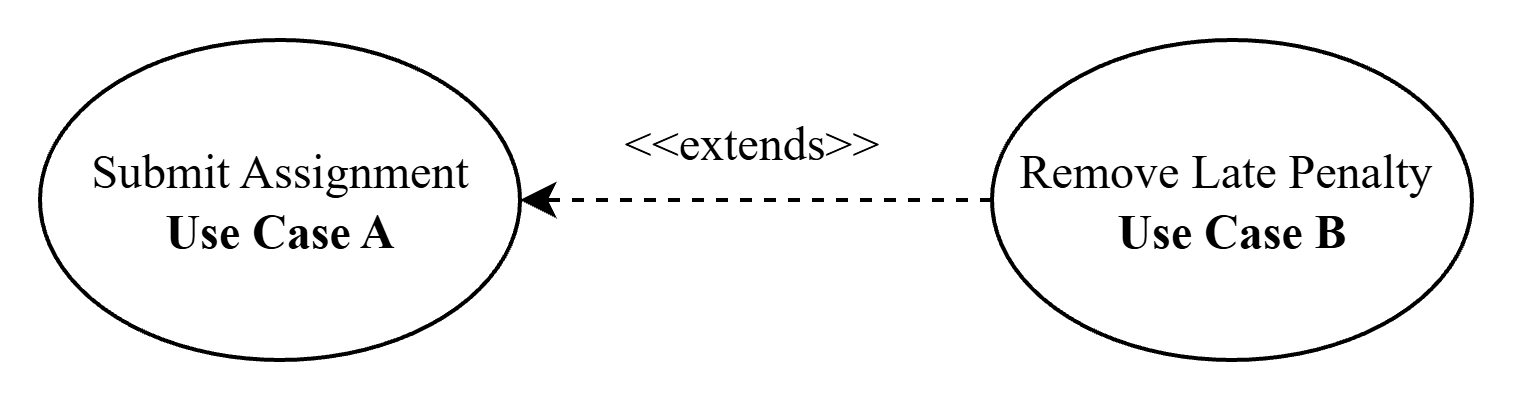 Submit Assignment
Use Case A
<<extends>>
Remove Late Penalty
Use Case B